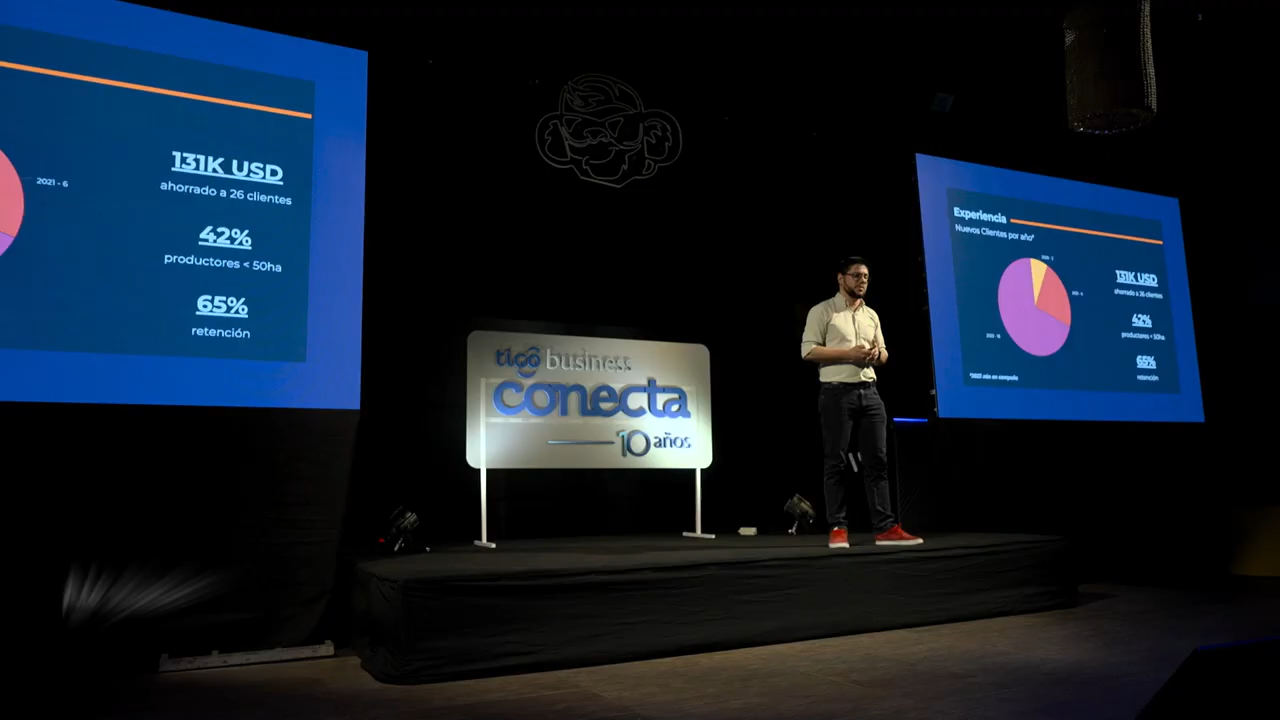 2021 - 6
131K USD
ahorrado a 26 clientes
42%
productores < 50ha
65%
retención
tigo business
conecta
10 años
Experiencia
Nuevos Clientes por año*
131K USD
ahorrado a 26 clientes
42%
productores < 50ha
65%
retención